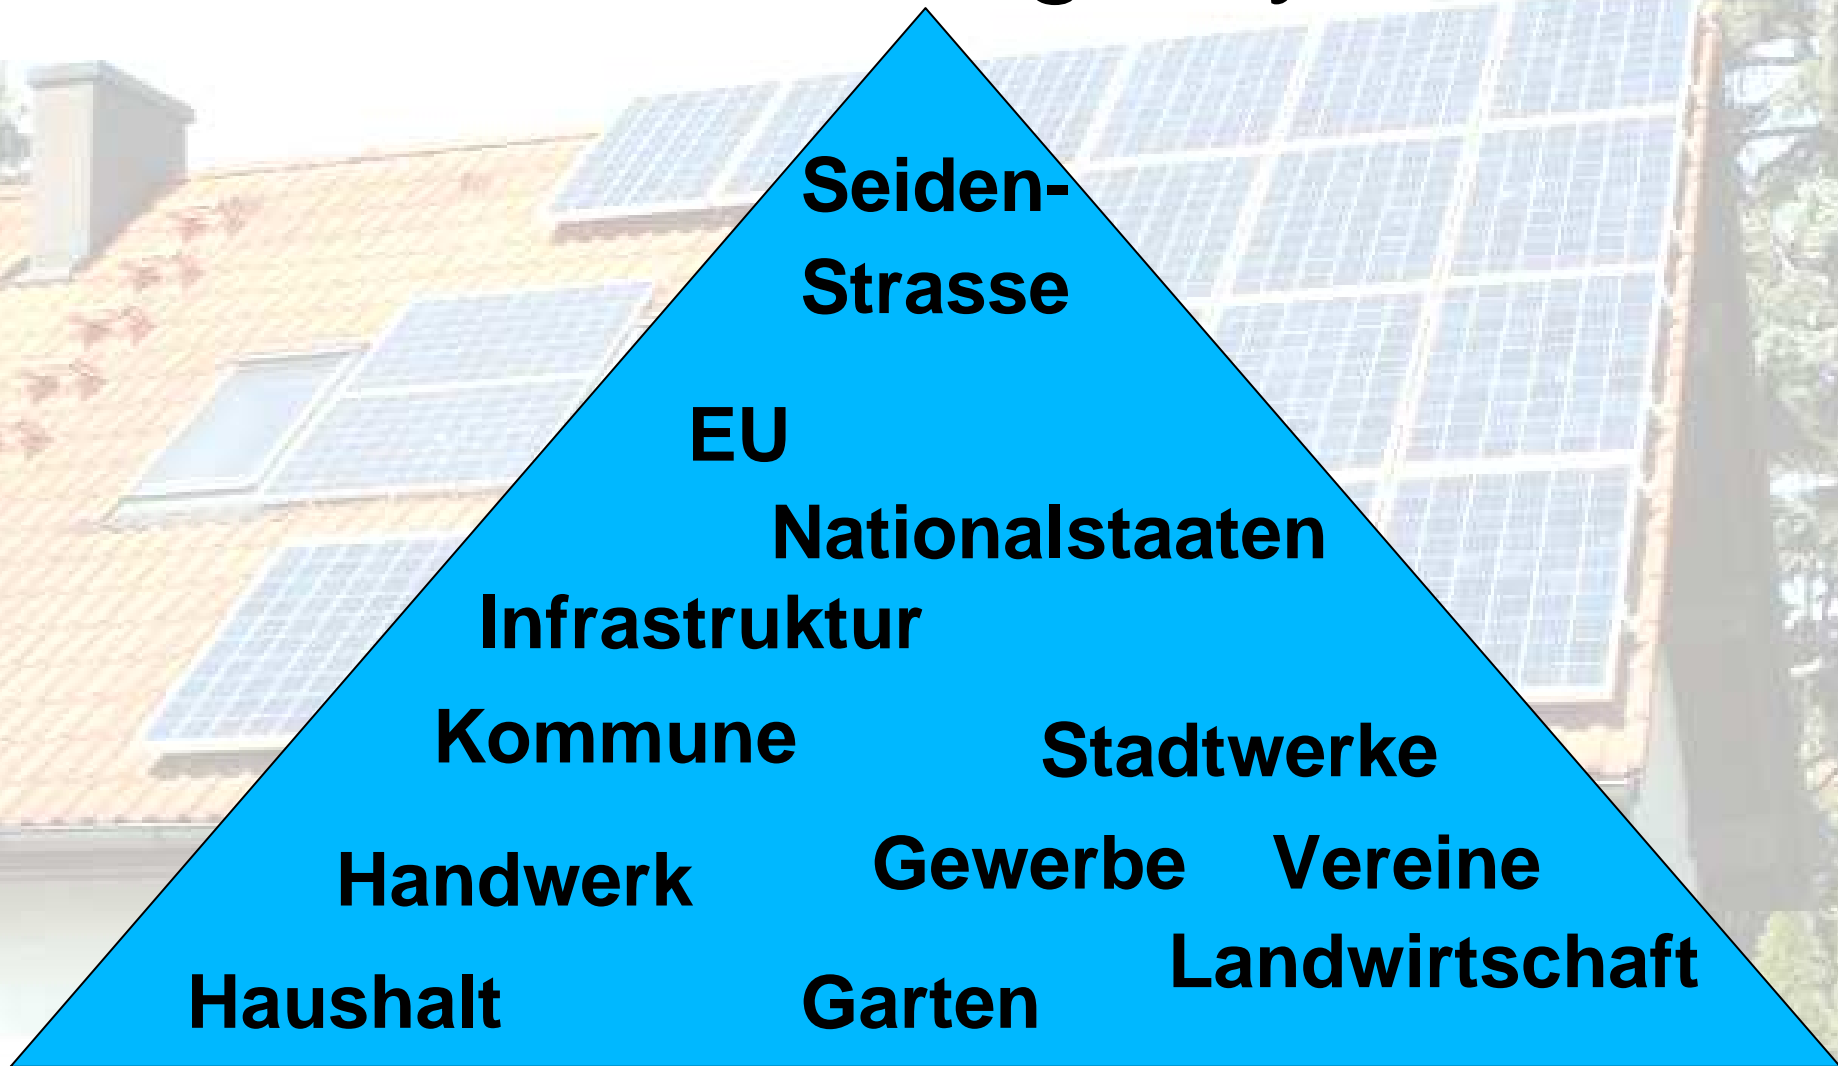 Seiden-
Strasse
EU
Nationalstaaten
Infrastruktur
Kommune
Stadtwerke
Gewerbe Vereine
Handwerk
Landwirtschaft
Haushalt Garten